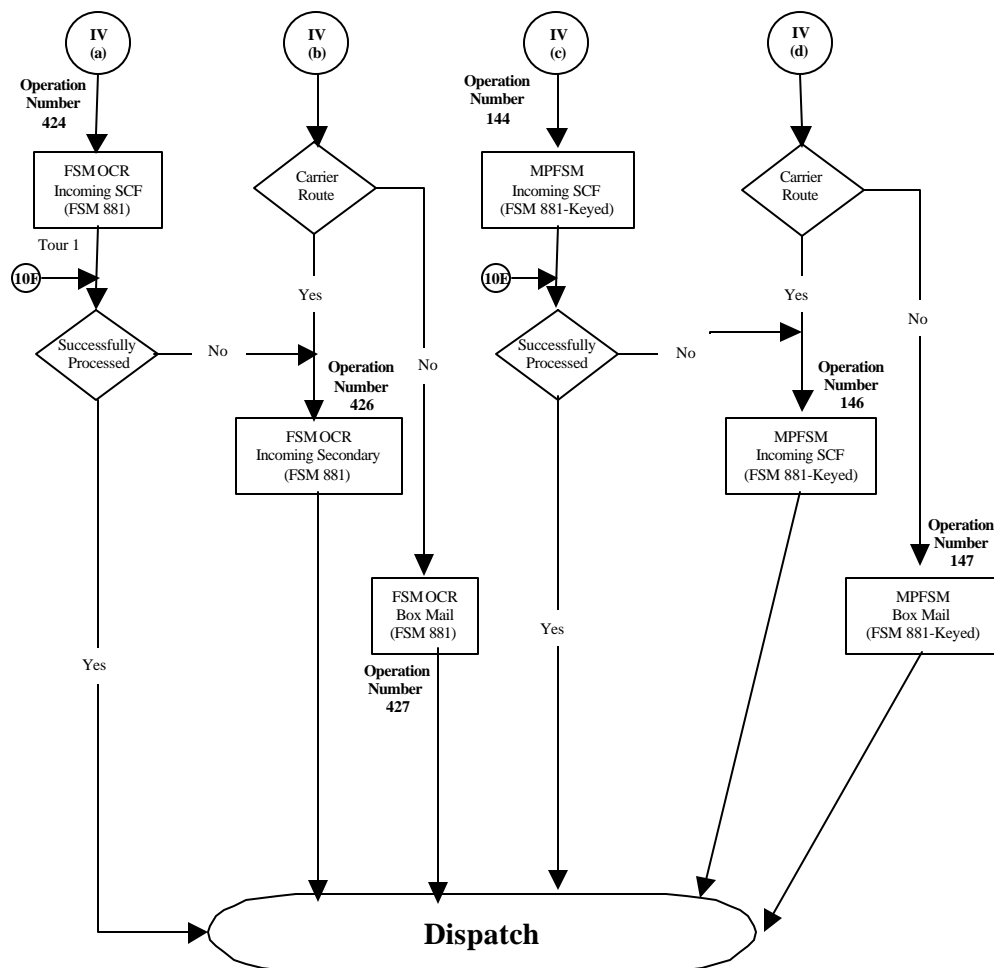 IV
(a)
IV
(b)
IV
(c)
IV
(d)
Operation
Number
424
Operation
Number
144
FSM OCR
Incoming SCF
(FSM 881)
Carrier
Route
MPFSM
Incoming SCF
(FSM 881-Keyed)
Carrier
Route
Tour 1
10F
10F
Yes
Yes
No
Successfully
Processed
No
No
Successfully
Processed
No
Operation
Number
426
Operation
Number
146
FSM OCR
Incoming Secondary
(FSM 881)
MPFSM
Incoming SCF
(FSM 881-Keyed)
Operation
Number
147
FSM OCR
Box Mail
(FSM 881)
MPFSM
Box Mail
(FSM 881-Keyed)
Yes
Yes
Operation
Number
427
Dispatch